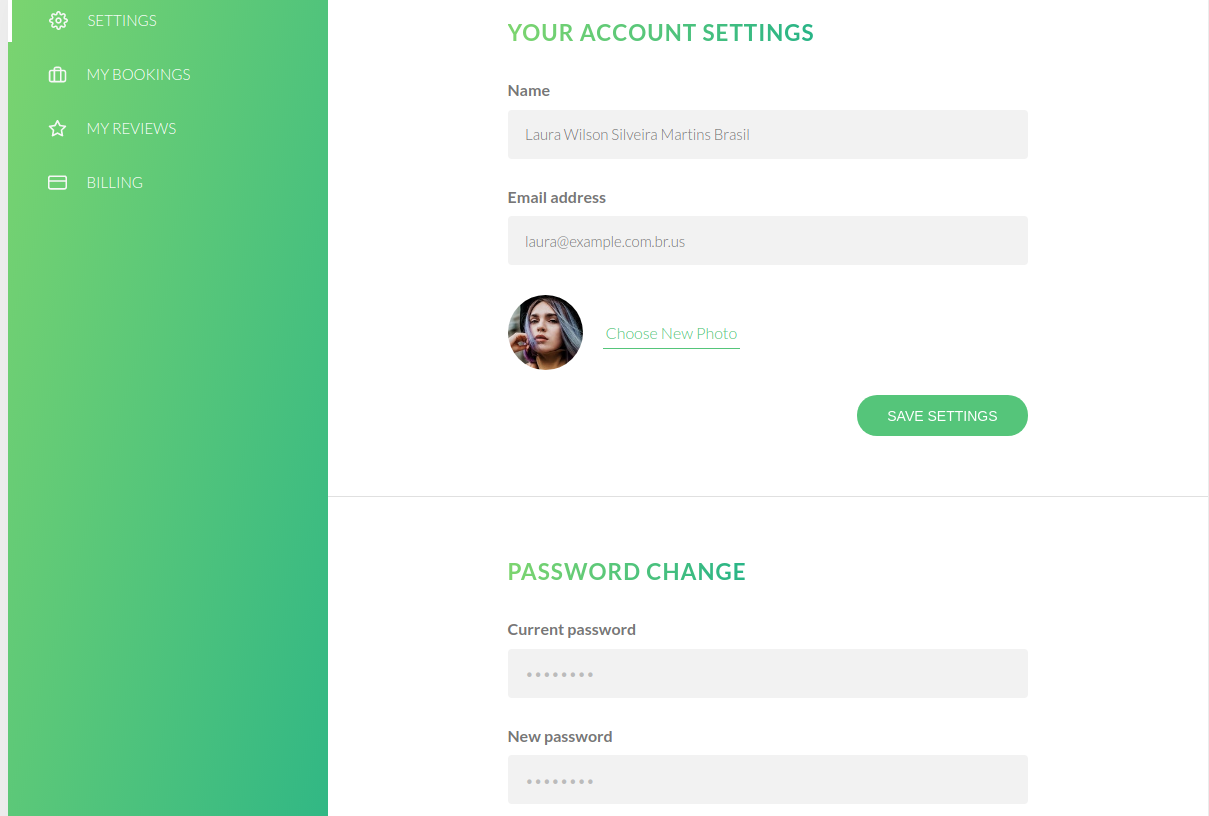 SETTINGS
MY BOOKINGS
MY REVIEWS
BILLING
YOUR ACCOUNT SETTINGS
Name
Laura Wilson Silveira Martins Brasil
Email address
laura@example.com.br.us
Choose New Photo
SAVE SETTINGS
PASSWORD CHANGE
Current password
••••••••
New password
••••••••